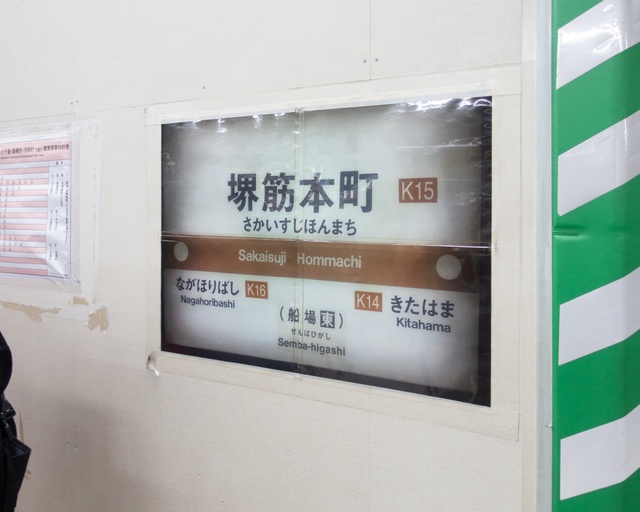 堺筋本町 K15
さかいすじほんまち
Sakaisuji Hommachi
ながほりばし K16
Nagahoribashi
K14 きたはま
Kitahama
(船場東)
せんばひがし
Semba-higashi